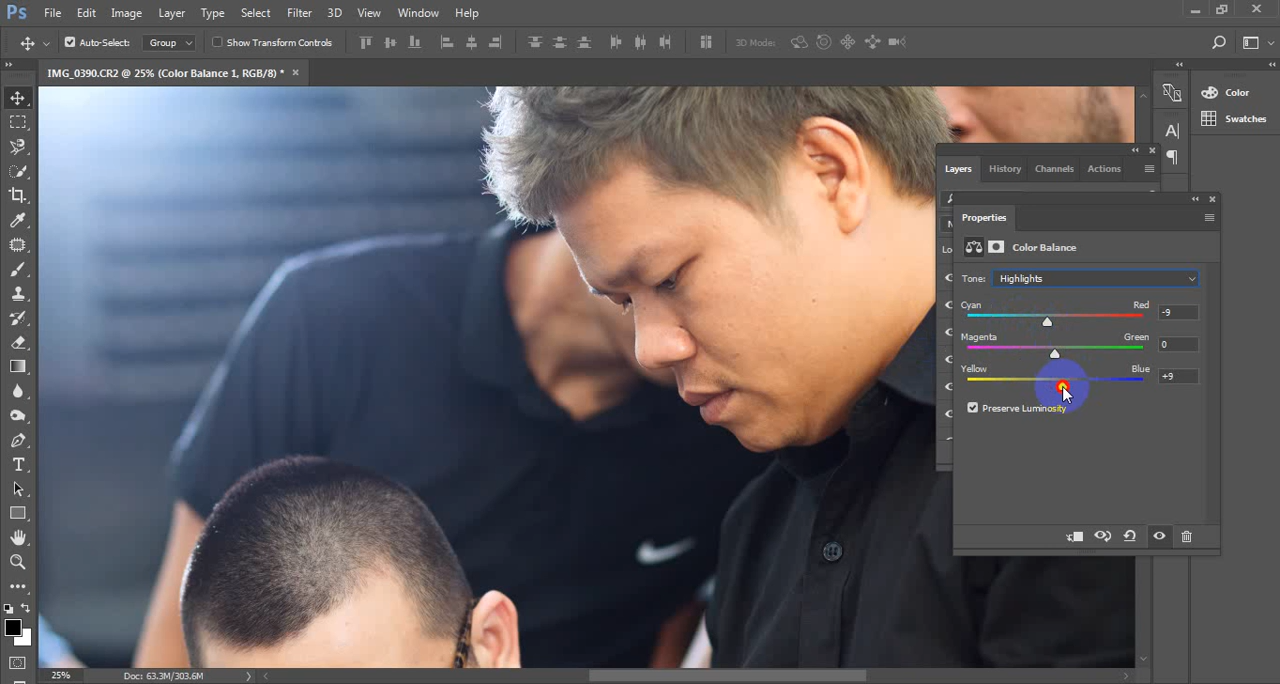 Ps File Edit Image Layer Type Select Filter 3D View Window Help
Auto-Select: Group Show Transform Controls 3D Mode:
IMG_0390.CR2 @ 25% (Color Balance 1, RGB/8) *
Color
Swatches
Layers History Channels Actions
Properties
Color Balance
Tone: Highlights
Cyan Red -9
Magenta Green 0
Yellow Blue +9
Preserve Luminosity
25% Doc: 63.3M/303.6M